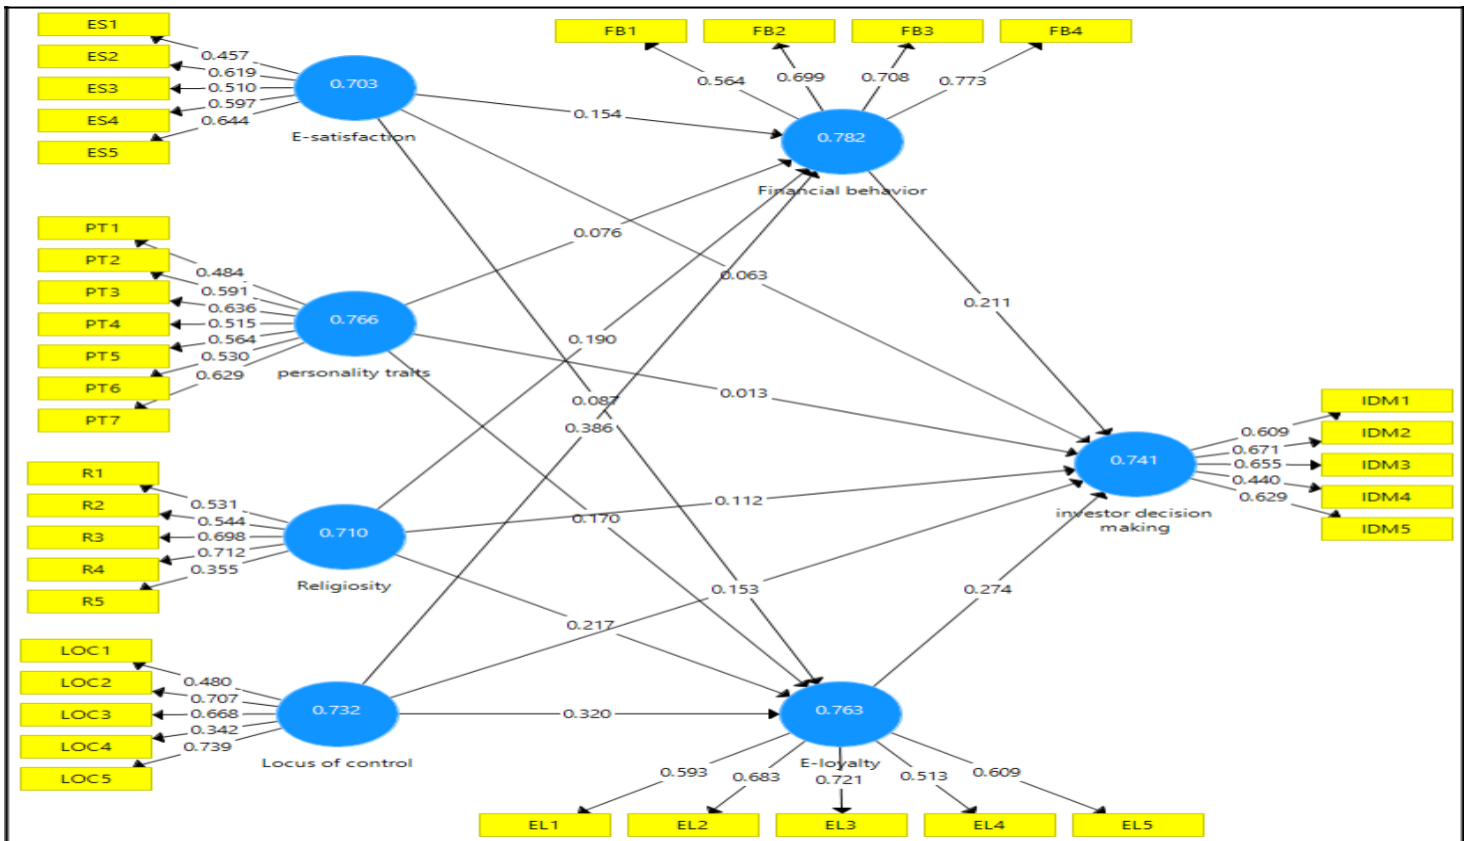 ES1
ES2
ES3
ES4
ES5
0.457
0.619
0.510
0.597
0.644
0.703
E-satisfaction
FB1
FB2
FB3
FB4
0.564
0.699
0.708
0.773
0.782
Financial behavior
0.154
0.076
0.063
0.190
0.087
0.386
0.211
PT1
PT2
PT3
PT4
PT5
PT6
PT7
0.484
0.591
0.636
0.515
0.564
0.530
0.629
0.766
personality traits
0.013
0.112
0.170
0.153
0.217
0.320
0.274
R1
R2
R3
R4
R5
0.531
0.544
0.698
0.712
0.355
0.710
Religiosity
LOC1
LOC2
LOC3
LOC4
LOC5
0.480
0.707
0.668
0.342
0.739
0.732
Locus of control
0.741
investor decision
making
0.609
0.671
0.655
0.440
0.629
IDM1
IDM2
IDM3
IDM4
IDM5
0.763
E-loyalty
0.593
0.683
0.721
0.513
0.609
EL1
EL2
EL3
EL4
EL5